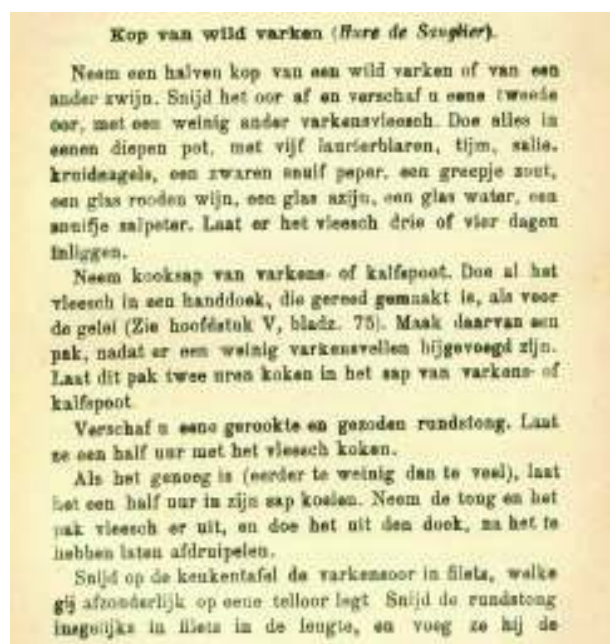 Kop van wild varken (Hure de Sanglier).
Neem een halven kop van een wild varken of van een
ander zwijn. Snijd het oor af en verschaf u eene tweede
oor, met een weinig ander varkensvleesch. Doe alles in
eenen diepen pot, met vijf laurierblaren, tijm, salie,
kruidnagels, een zwaren snuif peper, een greepje zout,
een glas rooden wijn, een glas azijn, een glas water, een
snuifje salpeter. Laat er het vleesch drie of vier dagen
inliggen.
Neem kooksap van varkens- of kalfspoot. Doe al het
vleesch in een handdoek, die gereed gemaakt is, als voor
de gelei (Zie hoofdstuk V, bladz. 75). Maak daarvan een
pak, nadat er een weinig varkensvellen bijgevoegd zijn.
Laat dit pak twee uren koken in het sap van varkens- of
kalfspoot
Verschaf u eene gerookte en gezoden rundstong. Laat
ze een half uur met het vleesch koken.
Als het genoeg is (eerder te weinig dan te veel), laat
het een half uur in zijn sap koelen. Neem de tong en het
pak vleesch er uit, en doe het uit den doek, na het te
hebben laten afdruipelen.
Snijd op de keukentafel de varkensoor in filets, welke
gij afzonderlijk op eene telloor legt Snijd de rundstong
insgelijks in filets in de lengte, en voeg ze bij de